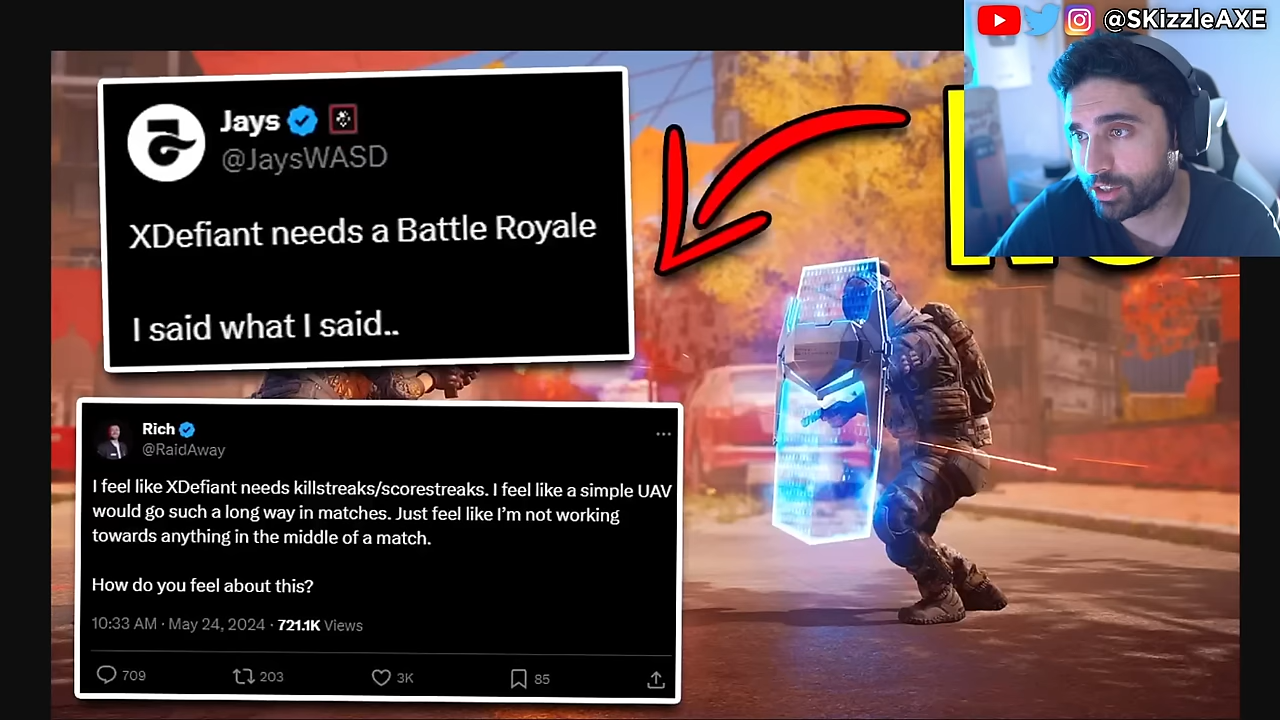 @SKizzleAXE
Jays
@JaysWASD
XDefiant needs a Battle Royale
I said what I said..
Rich
@RaidAway
I feel like XDefiant needs killstreaks/scorestreaks. I feel like a simple UAV
would go such a long way in matches. Just feel like I'm not working
towards anything in the middle of a match.
How do you feel about this?
10:33 AM · May 24, 2024 · 721.1K Views
709 203 3K 85